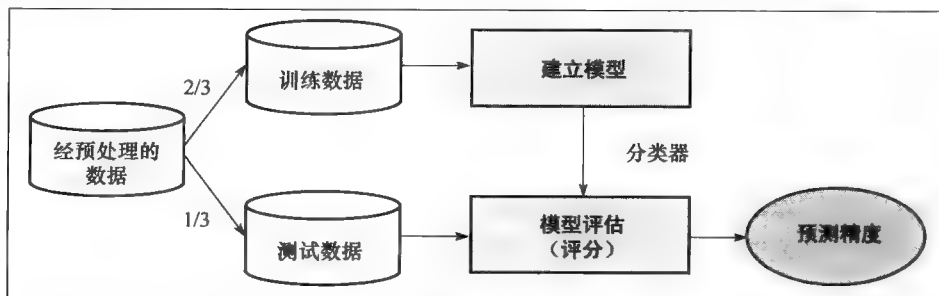 2/3
训练数据
建立模型
经预处理的
数据
分类器
1/3
测试数据
模型评估
(评分)
预测精度